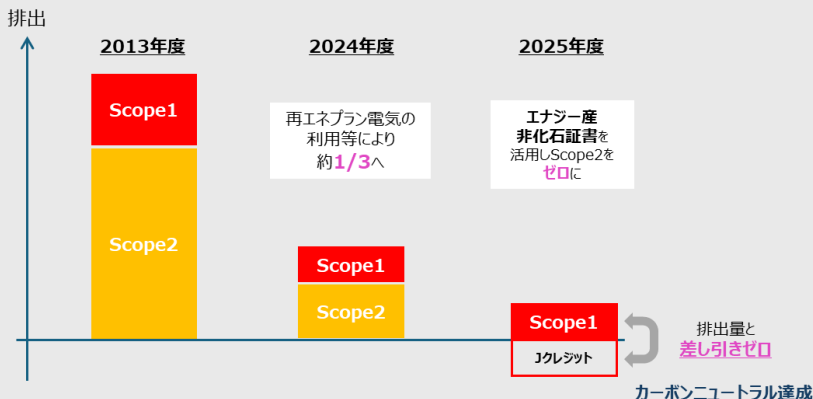 排出
2013年度
2024年度
2025年度
Scope1
Scope2
再エネプラン電気の
利用等により
約1/3へ
Scope1
Scope2
エナジー産
非化石証書を
活用しScope2を
ゼロに
Scope1
Jクレジット
排出量と
差し引きゼロ
カーボンニュートラル達成